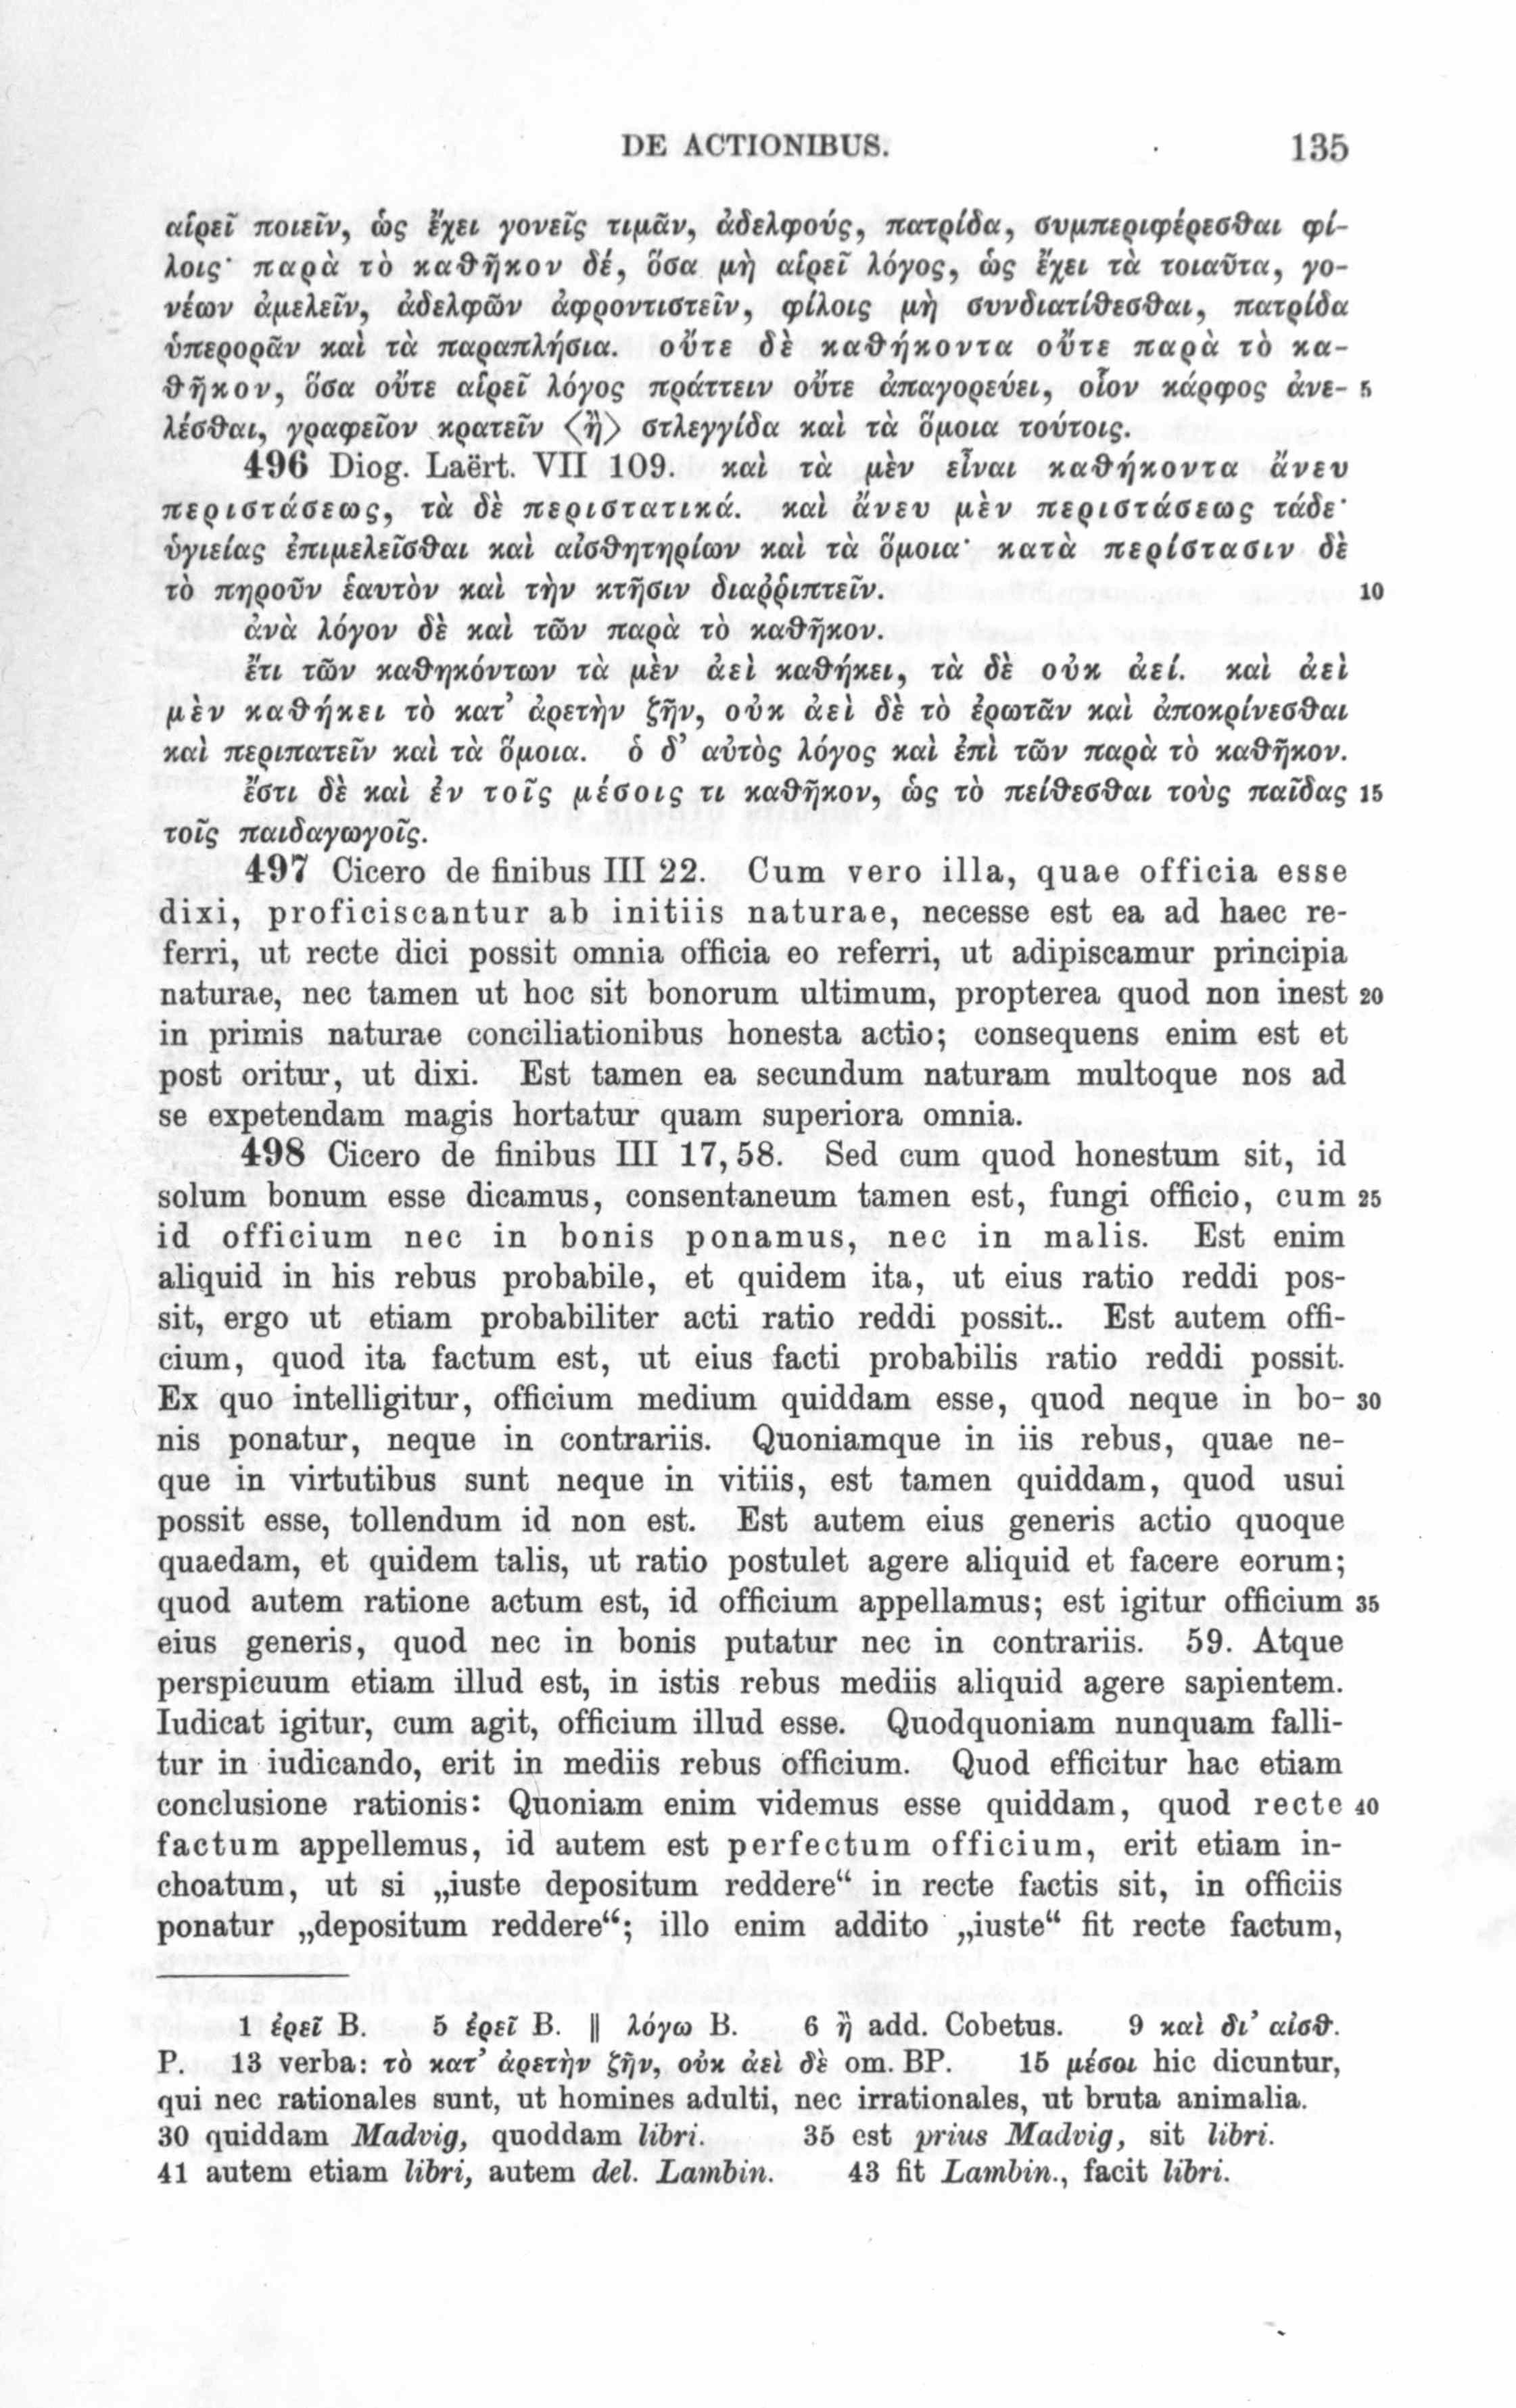 DE ACTIONIBUS. 135
αἱρεῖ ποιεῖν, ὡς ἔχει γονεῖς τιμᾶν, ἀδελφούς, πατρίδα, συμπεριφέρεσθαι φί-
λοις· παρὰ τὸ καθῆκον δέ, ὅσα μὴ αἱρεῖ λόγος, ὡς ἔχει τὰ τοιαῦτα, γο-
νέων ἀμελεῖν, ἀδελφῶν ἀφροντιστεῖν, φίλοις μὴ συνδιατίθεσθαι, πατρίδα
ὑπερορᾶν καὶ τὰ παραπλήσια. οὔτε δὲ καθήκοντα οὔτε παρὰ τὸ κα-
θῆκον, ὅσα οὔτε αἱρεῖ λόγος πράττειν οὔτε ἀπαγορεύει, οἷον κάρφος ἀνε- 5
λέσθαι, γραφεῖον κρατεῖν ⟨ἢ⟩ στλεγγίδα καὶ τὰ ὅμοια τούτοις.
496 Diog. Laërt. VII 109. καὶ τὰ μὲν εἶναι καθήκοντα ἄνευ
περιστάσεως, τὰ δὲ περιστατικά. καὶ ἄνευ μὲν περιστάσεως τάδε·
ὑγιείας ἐπιμελεῖσθαι καὶ αἰσθητηρίων καὶ τὰ ὅμοια· κατὰ περίστασιν δὲ
τὸ πηροῦν ἑαυτὸν καὶ τὴν κτῆσιν διαῤῥιπτεῖν. 10
ἀνὰ λόγον δὲ καὶ τῶν παρὰ τὸ καθῆκον.
ἔτι τῶν καθηκόντων τὰ μὲν ἀεὶ καθήκει, τὰ δὲ οὐκ ἀεί. καὶ ἀεὶ
μὲν καθήκει τὸ κατ’ ἀρετὴν ζῆν, οὐκ ἀεὶ δὲ τὸ ἐρωτᾶν καὶ ἀποκρίνεσθαι
καὶ περιπατεῖν καὶ τὰ ὅμοια. ὁ δ’ αὐτὸς λόγος καὶ ἐπὶ τῶν παρὰ τὸ καθῆκον.
ἔστι δὲ καὶ ἐν τοῖς μέσοις τι καθῆκον, ὡς τὸ πείθεσθαι τοὺς παῖδας 15
τοῖς παιδαγωγοῖς.
497 Cicero de finibus III 22. Cum vero illa, quae officia esse
dixi, proficiscantur ab initiis naturae, necesse est ea ad haec re-
ferri, ut recte dici possit omnia officia eo referri, ut adipiscamur principia
naturae, nec tamen ut hoc sit bonorum ultimum, propterea quod non inest 20
in primis naturae conciliationibus honesta actio; consequens enim est et
post oritur, ut dixi. Est tamen ea secundum naturam multoque nos ad
se expetendam magis hortatur quam superiora omnia.
498 Cicero de finibus III 17, 58. Sed cum quod honestum sit, id
solum bonum esse dicamus, consentaneum tamen est, fungi officio, cum 25
id officium nec in bonis ponamus, nec in malis. Est enim
aliquid in his rebus probabile, et quidem ita, ut eius ratio reddi pos-
sit, ergo ut etiam probabiliter acti ratio reddi possit.. Est autem offi-
cium, quod ita factum est, ut eius facti probabilis ratio reddi possit.
Ex quo intelligitur, officium medium quiddam esse, quod neque in bo- 30
nis ponatur, neque in contrariis. Quoniamque in iis rebus, quae ne-
que in virtutibus sunt neque in vitiis, est tamen quiddam, quod usui
possit esse, tollendum id non est. Est autem eius generis actio quoque
quaedam, et quidem talis, ut ratio postulet agere aliquid et facere eorum;
quod autem ratione actum est, id officium appellamus; est igitur officium 35
eius generis, quod nec in bonis putatur nec in contrariis. 59. Atque
perspicuum etiam illud est, in istis rebus mediis aliquid agere sapientem.
Iudicat igitur, cum agit, officium illud esse. Quodquoniam nunquam falli-
tur in iudicando, erit in mediis rebus officium. Quod efficitur hac etiam
conclusione rationis: Quoniam enim videmus esse quiddam, quod recte 40
factum appellemus, id autem est perfectum officium, erit etiam in-
choatum, ut si „iuste depositum reddere“ in recte factis sit, in officiis
ponatur „depositum reddere“; illo enim addito „iuste“ fit recte factum,
1 ἐρεῖ B. 5 ἐρεῖ B. || λόγω B. 6 ἢ add. Cobetus. 9 καὶ δι’ αἰσθ.
P. 13 verba: τὸ κατ’ ἀρετὴν ζῆν, οὐκ ἀεὶ δὲ om. BP. 15 μέσοι hic dicuntur,
qui nec rationales sunt, ut homines adulti, nec irrationales, ut bruta animalia.
30 quiddam Madvig, quoddam libri. 35 est prius Madvig, sit libri.
41 autem etiam libri, autem del. Lambin. 43 fit Lambin., facit libri.